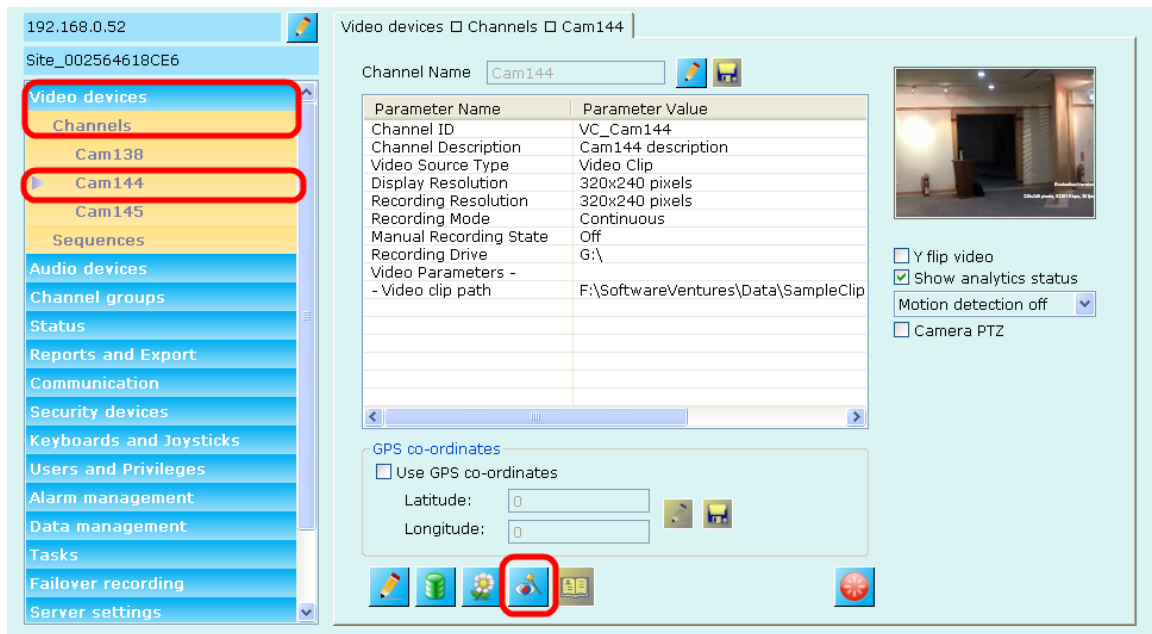 192.168.0.52
Site_002564618CE6
Video devices
Channels
Cam138
Cam144
Cam145
Sequences
Audio devices
Channel groups
Status
Reports and Export
Communication
Security devices
Keyboards and Joysticks
Users and Privileges
Alarm management
Data management
Tasks
Failover recording
Server settings
Video devices □ Channels □ Cam144
Channel Name Cam144
Parameter Name Parameter Value
Channel ID VC_Cam144
Channel Description Cam144 description
Video Source Type Video Clip
Display Resolution 320x240 pixels
Recording Resolution 320x240 pixels
Recording Mode Continuous
Manual Recording State Off
Recording Drive G:\
Video Parameters -
- Video clip path F:\SoftwareVentures\Data\SampleClip
GPS co-ordinates
Use GPS co-ordinates
Latitude: 0
Longitude: 0
Y flip video
Show analytics status
Motion detection off
Camera PTZ